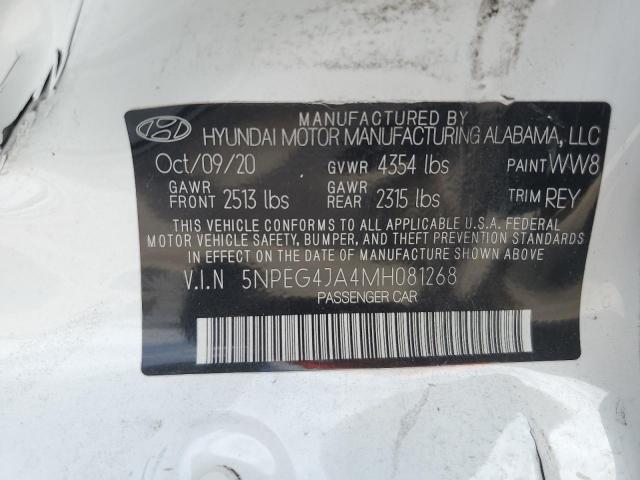 MANUFACTURED BY
HYUNDAI MOTOR MANUFACTURING ALABAMA, LLC
Oct/09/20 GVWR 4354 lbs PAINT WW8
GAWR FRONT 2513 lbs GAWR REAR 2315 lbs TRIM REY
THIS VEHICLE CONFORMS TO ALL APPLICABLE U.S.A. FEDERAL
MOTOR VEHICLE SAFETY, BUMPER, AND THEFT PREVENTION
STANDARDS IN EFFECT ON THE DATE OF MANUFACTURE SHOWN ABOVE
V.I.N 5NPEG4JA4MH081268
PASSENGER CAR